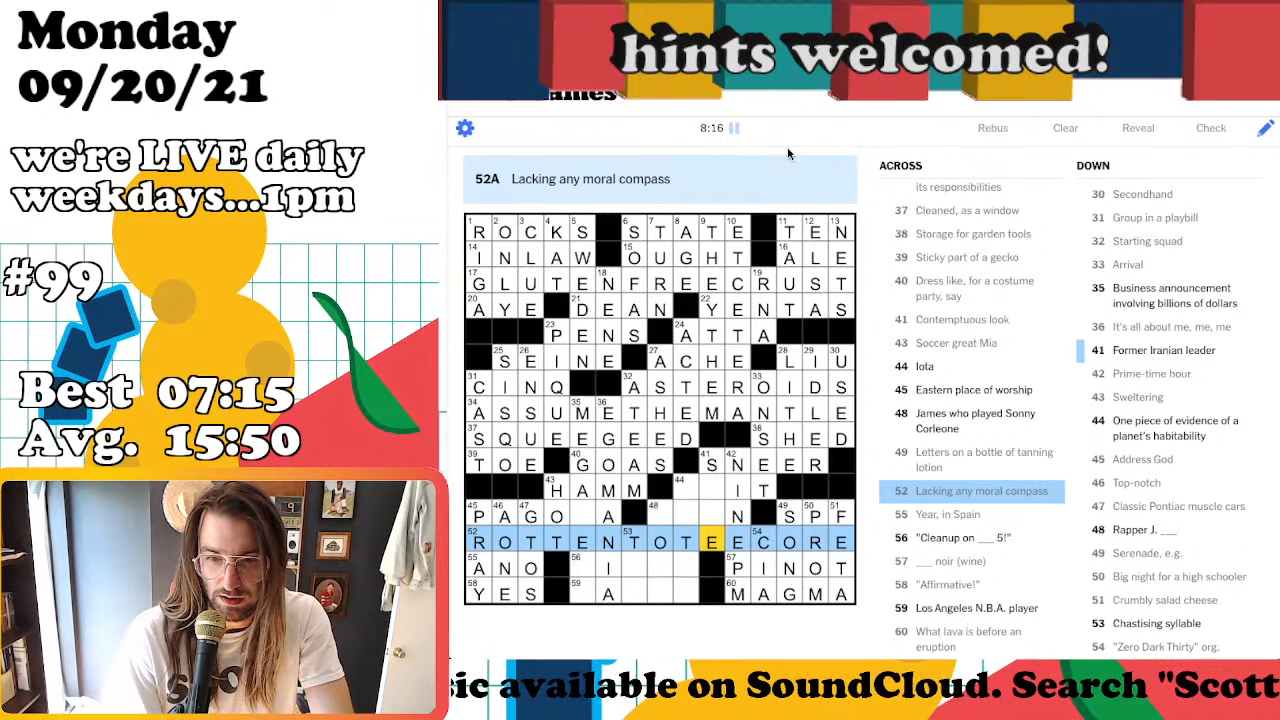 Monday
09/20/21
we're LIVE daily
weekdays...1pm
#99
Best 07:15
Avg. 15:50
hints welcomed!
8:16
Rebus
Clear
Reveal
Check
52A Lacking any moral compass
ROCKS STATE TEN
INLAW OUGHT ALE
GLUTENFREECRUST
AYE DEAN YENTAS
PENS ATTA
SEINE ACHE LIU
CINQ ASTEROIDS
ASSUMETHEMANTLE
SQUEEGEED SHED
TOE GOAS SNEER
HAMM IT
PAGO A N SPF
ROTTENTOTEECORE
ANO I PINOT
YES A MAGMA
ACROSS
its responsibilities
37 Cleaned, as a window
38 Storage for garden tools
39 Sticky part of a gecko
40 Dress like, for a costume
party, say
41 Contemptuous look
43 Soccer great Mia
44 Iota
45 Eastern place of worship
48 James who played Sonny
Corleone
49 Letters on a bottle of tanning
lotion
52 Lacking any moral compass
55 Year, in Spain
56 "Cleanup on ___ 5!"
57 ___ noir (wine)
58 "Affirmative!"
59 Los Angeles N.B.A. player
60 What lava is before an
eruption
DOWN
30 Secondhand
31 Group in a playbill
32 Starting squad
33 Arrival
35 Business announcement
involving billions of dollars
36 It's all about me, me, me
41 Former Iranian leader
42 Prime-time hour
43 Sweltering
44 One piece of evidence of a
planet's habitability
45 Address God
46 Top-notch
47 Classic Pontiac muscle cars
48 Rapper J. ___
49 Serenade, e.g.
50 Big night for a high schooler
51 Crumbly salad cheese
53 Chastising syllable
54 "Zero Dark Thirty" org.
sic available on SoundCloud. Search "Scott